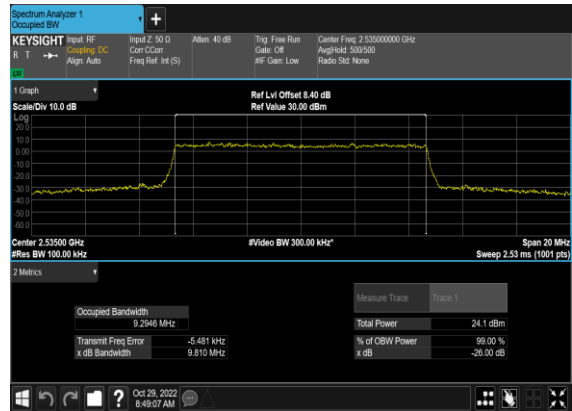 Spectrum Analyzer 1
Occupied BW
+
KEYSIGHT Input: RF Input Z: 50 Ω Atten: 40 dB Trig: Free Run Center Freq: 2.535000000 GHz
R T Coupling: DC Corr CCorr Gate: Off Avg|Hold: 500/500
Align: Auto Freq Ref: Int (S) #IF Gain: Low Radio Std: None
1 Graph
Ref Lvl Offset 8.40 dB
Scale/Div 10.0 dB Ref Value 30.00 dBm
Log
20.0
10.0
0.00
-10.0
-20.0
-30.0
-40.0
-50.0
-60.0
Center 2.53500 GHz #Video BW 300.00 kHz* Span 20 MHz
#Res BW 100.00 kHz Sweep 2.53 ms (1001 pts)
2 Metrics
Measure Trace Trace 1
Occupied Bandwidth
9.2946 MHz Total Power 24.1 dBm
Transmit Freq Error -5.481 kHz % of OBW Power 99.00 %
x dB Bandwidth 9.810 MHz x dB -26.00 dB
? Oct 29, 2022
8:49:07 AM